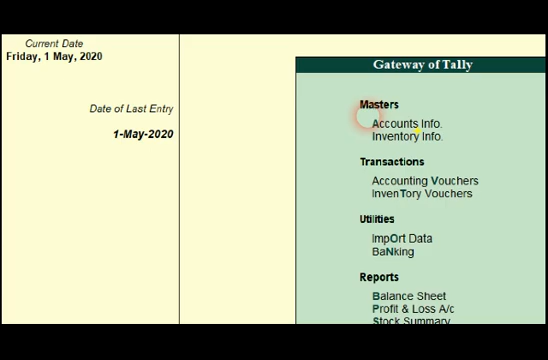 Current Date
Friday, 1 May, 2020
Date of Last Entry
1-May-2020
Gateway of Tally
Masters
Accounts Info.
Inventory Info.
Transactions
Accounting Vouchers
InvenTory Vouchers
Utilities
ImpOrt Data
BaNking
Reports
Balance Sheet
Profit & Loss A/c
Stock Summary